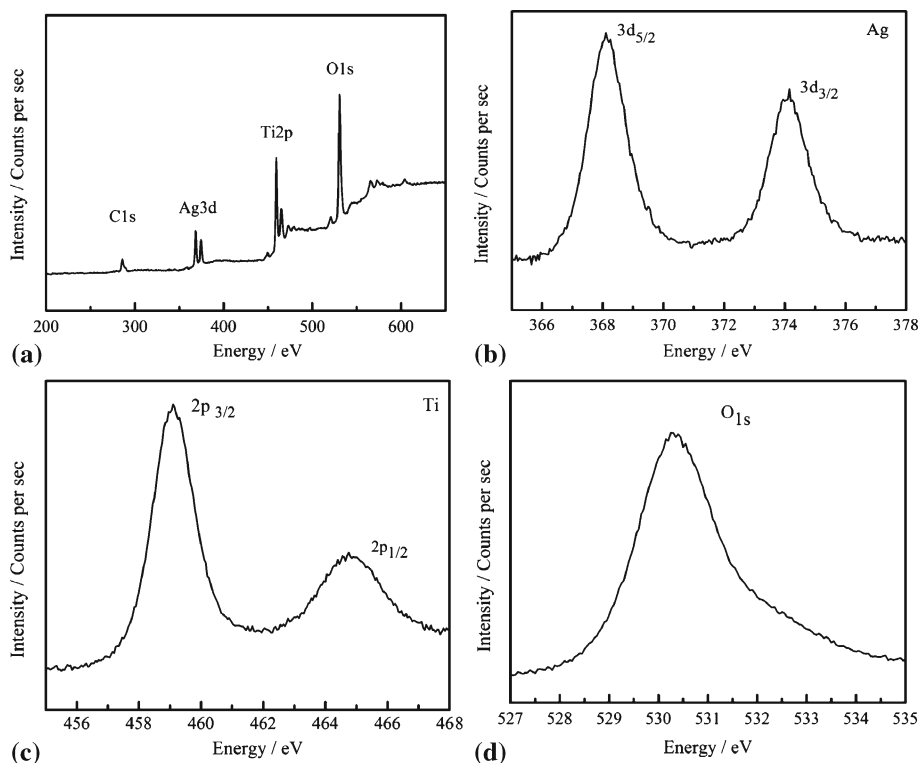 Intensity / Counts per sec
C1s
Ag3d
Ti2p
O1s
200 300 400 500 600
Energy / eV
(a)
Intensity / Counts per sec
3d5/2
3d3/2
Ag
366 368 370 372 374 376 378
Energy / eV
(b)
Intensity / Counts per sec
2p 3/2
2p1/2
Ti
456 458 460 462 464 466 468
Energy / eV
(c)
Intensity / Counts per sec
O1s
527 528 529 530 531 532 533 534 535
Energy / eV
(d)